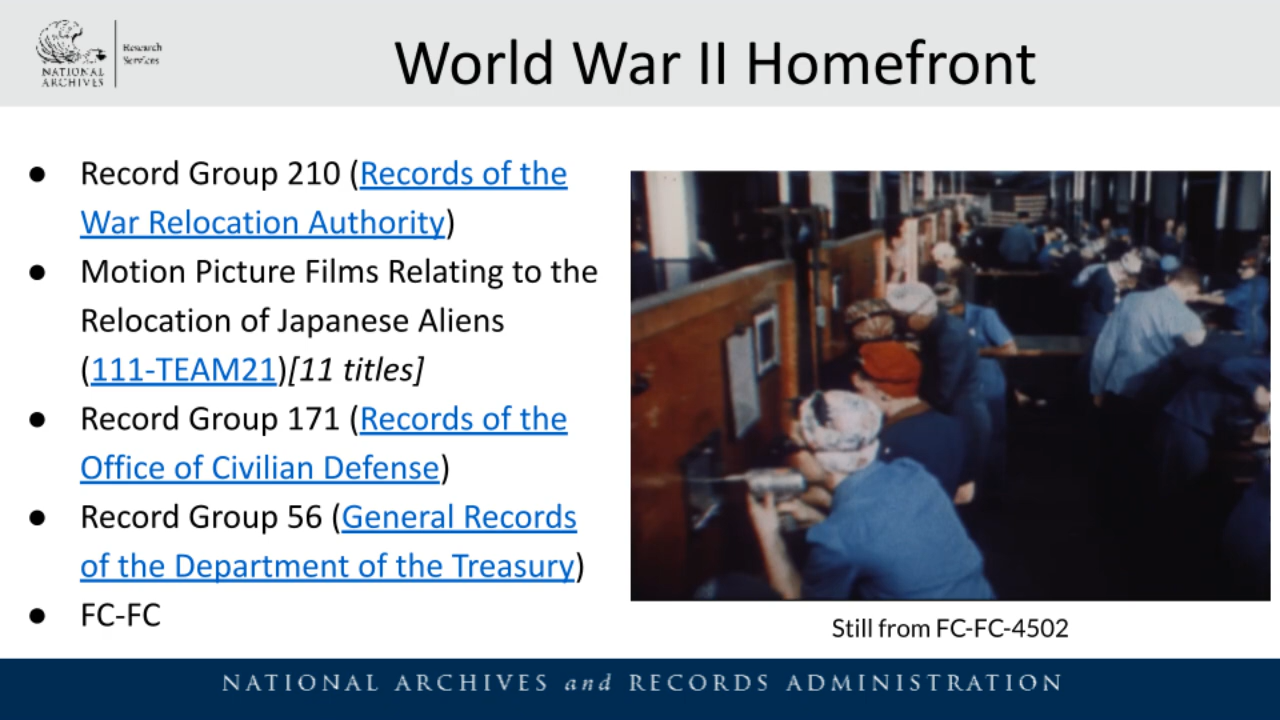 NATIONAL
ARCHIVES
Research
Services
World War II Homefront
● Record Group 210 (Records of the
War Relocation Authority)
● Motion Picture Films Relating to the
Relocation of Japanese Aliens
(111-TEAM21)[11 titles]
● Record Group 171 (Records of the
Office of Civilian Defense)
● Record Group 56 (General Records
of the Department of the Treasury)
● FC-FC
Still from FC-FC-4502
NATIONAL ARCHIVES and RECORDS ADMINISTRATION